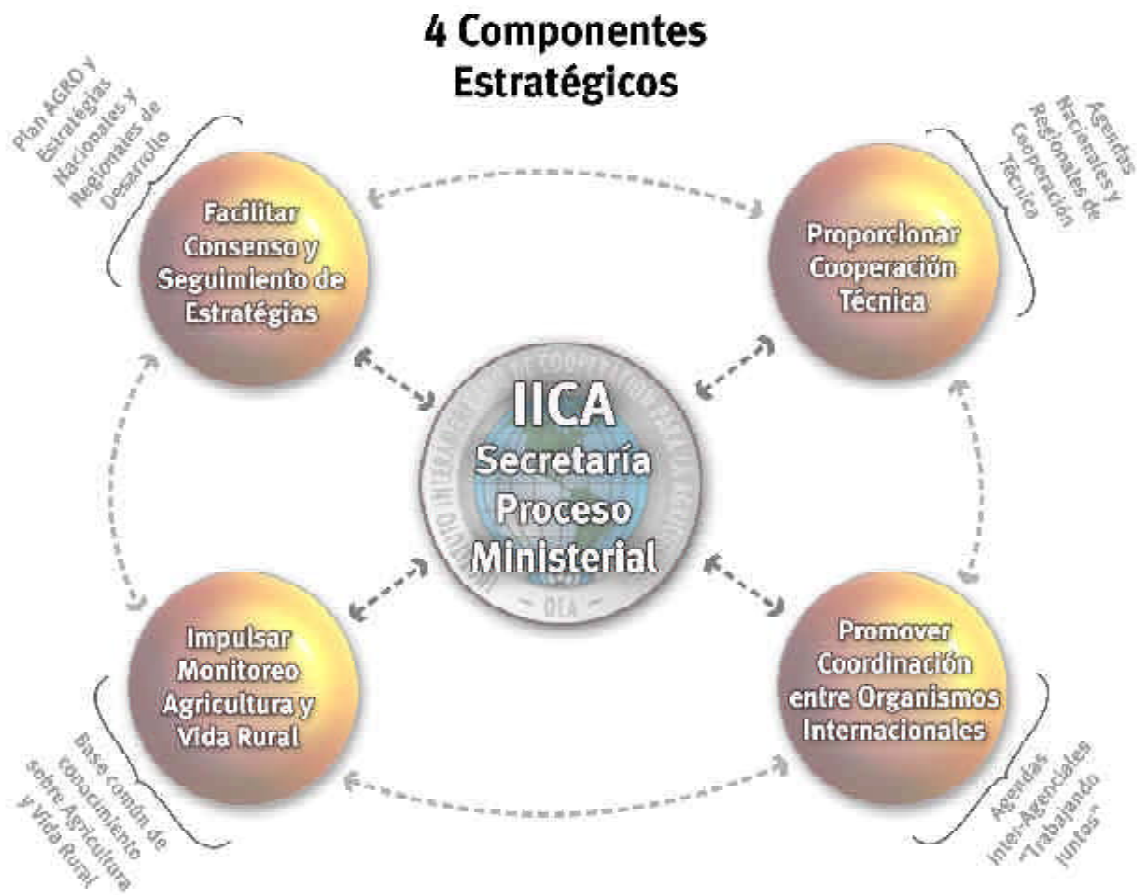 4 Componentes
Estratégicos
Plan AGRO y
Estratégias
Nacionales y
Regionales de
Desarrollo
Facilitar
Consenso y
Seguimiento de
Estratégias
Agendas
Nacionales y
Regionales de
Cooperación
Técnica
Proporcionar
Cooperación
Técnica
IICA
Secretaría
Proceso
Ministerial
OEA
Impulsar
Monitoreo
Agricultura y
Vida Rural
Base común de
conocimiento
sobre Agricultura
y Vida Rural
Promover
Coordinación
entre Organismos
Internacionales
Agendas
Inter-Agenciales
"Trabajando
juntos"